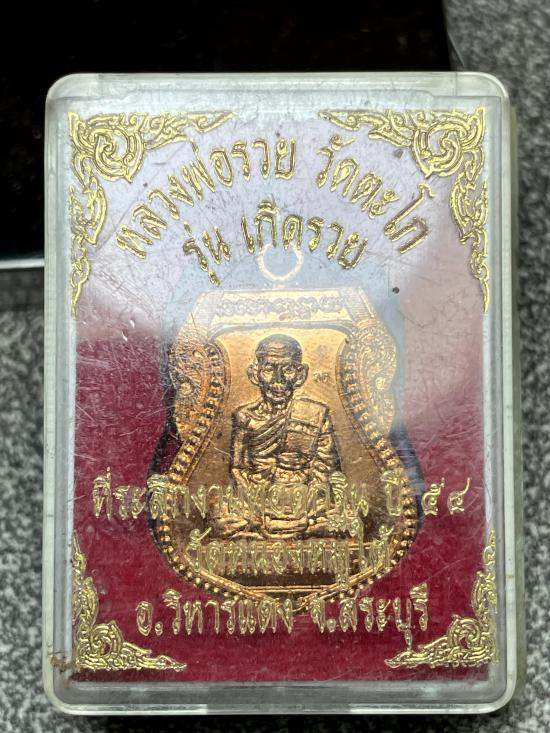 หลวงพ่อรวย วัดตะโก
รุ่น เกิดรวย
ที่ระลึกงานทอดกฐิน ปี ๕๔
อ.วิหารแดง จ.สระบุรี